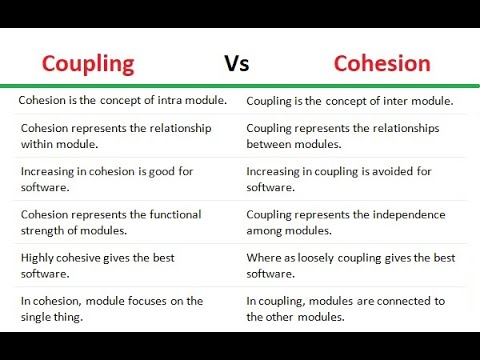 Coupling Vs Cohesion
Cohesion is the concept of intra module. Coupling is the concept of inter module.
Cohesion represents the relationship Coupling represents the relationships
within module. between modules.
Increasing in cohesion is good for Increasing in coupling is avoided for
software. software.
Cohesion represents the functional Coupling represents the independence
strength of modules. among modules.
Highly cohesive gives the best Where as loosely coupling gives the best
software. software.
In cohesion, module focuses on the In coupling, modules are connected to
single thing. the other modules.